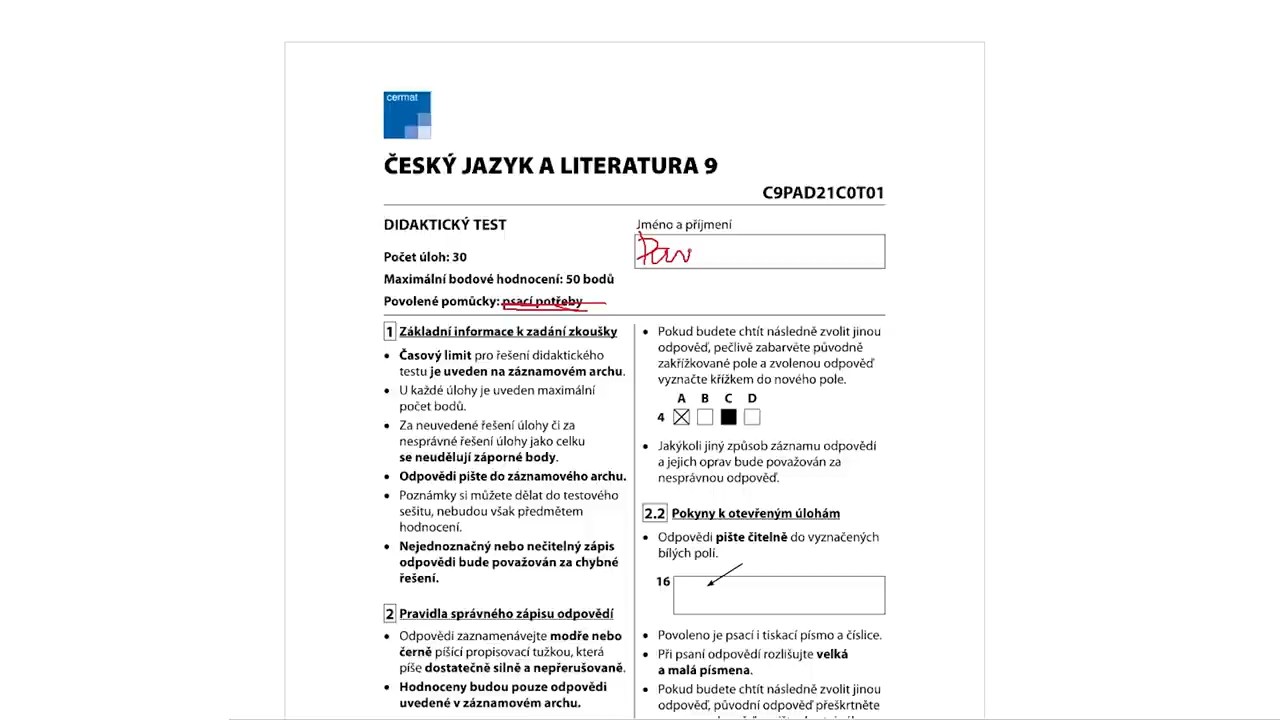 cermat
ČESKÝ JAZYK A LITERATURA 9
C9PAD21C0T01
DIDAKTICKÝ TEST
Počet úloh: 30
Maximální bodové hodnocení: 50 bodů
Povolené pomůcky: psací potřeby
Jméno a příjmení
Pav
1 Základní informace k zadání zkoušky
• Časový limit pro řešení didaktického
testu je uveden na záznamovém archu.
• U každé úlohy je uveden maximální
počet bodů.
• Za neuvedené řešení úlohy či za
nesprávné řešení úlohy jako celku
se neudělují záporné body.
• Odpovědi pište do záznamového archu.
• Poznámky si můžete dělat do testového
sešitu, nebudou však předmětem
hodnocení.
• Nejednoznačný nebo nečitelný zápis
odpovědi bude považován za chybné
řešení.
2 Pravidla správného zápisu odpovědí
• Odpovědi zaznamenávejte modře nebo
černě píšící propisovací tužkou, která
píše dostatečně silně a nepřerušovaně.
• Hodnoceny budou pouze odpovědi
uvedené v záznamovém archu.
• Pokud budete chtít následně zvolit jinou
odpověď, pečlivě zabarvěte původně
zakřížkované pole a zvolenou odpověď
vyznačte křížkem do nového pole.
A B C D
4
• Jakýkoli jiný způsob záznamu odpovědí
a jejich oprav bude považován za
nesprávnou odpověď.
2.2 Pokyny k otevřeným úlohám
• Odpovědi pište čitelně do vyznačených
bílých polí.
16
• Povoleno je psací i tiskací písmo a číslice.
• Při psaní odpovědí rozlišujte velká
a malá písmena.
• Pokud budete chtít následně zvolit jinou
odpověď, původní odpověď přeškrtněte